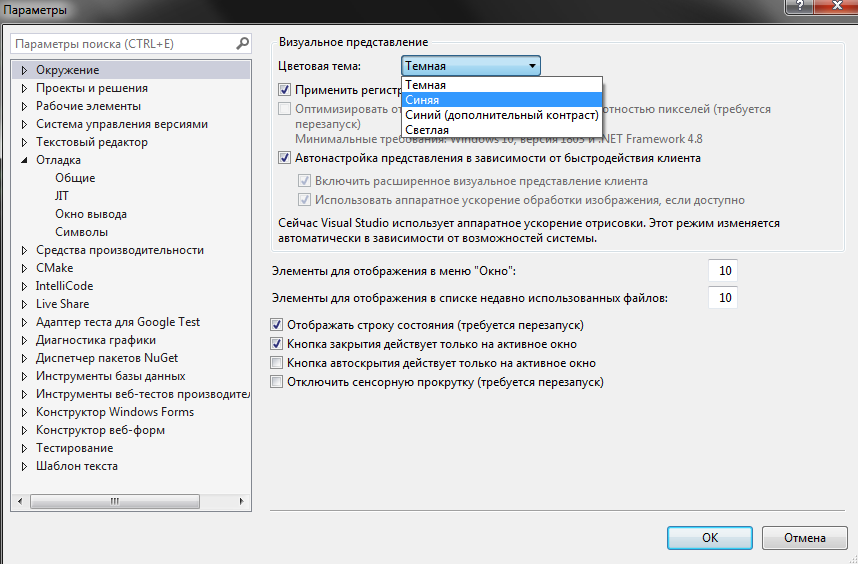 Параметры
Параметры поиска (CTRL+E)
Окружение
Проекты и решения
Рабочие элементы
Система управления версиями
Текстовый редактор
Отладка
Общие
JIT
Окно вывода
Символы
Средства производительности
CMake
IntelliCode
Live Share
Адаптер теста для Google Test
Диагностика графики
Диспетчер пакетов NuGet
Инструменты базы данных
Инструменты веб-тестов производител
Конструктор Windows Forms
Конструктор веб-форм
Тестирование
Шаблон текста
Визуальное представление
Цветовая тема: Темная
Темная
Синяя
Синий (дополнительный контраст)
Светлая
Применить регистр
Оптимизировать от отностью пикселей (требуется
перезапуск)
Минимальные требования: Windows 10, версия 1803 и .NET Framework 4.8
Автонастройка представления в зависимости от быстродействия клиента
Включить расширенное визуальное представление клиента
Использовать аппаратное ускорение обработки изображения, если доступно
Сейчас Visual Studio использует аппаратное ускорение отрисовки. Этот режим изменяется
автоматически в зависимости от возможностей системы.
Элементы для отображения в меню "Окно": 10
Элементы для отображения в списке недавно использованных файлов: 10
Отображать строку состояния (требуется перезапуск)
Кнопка закрытия действует только на активное окно
Кнопка автоскрытия действует только на активное окно
Отключить сенсорную прокрутку (требуется перезапуск)
OK
Отмена